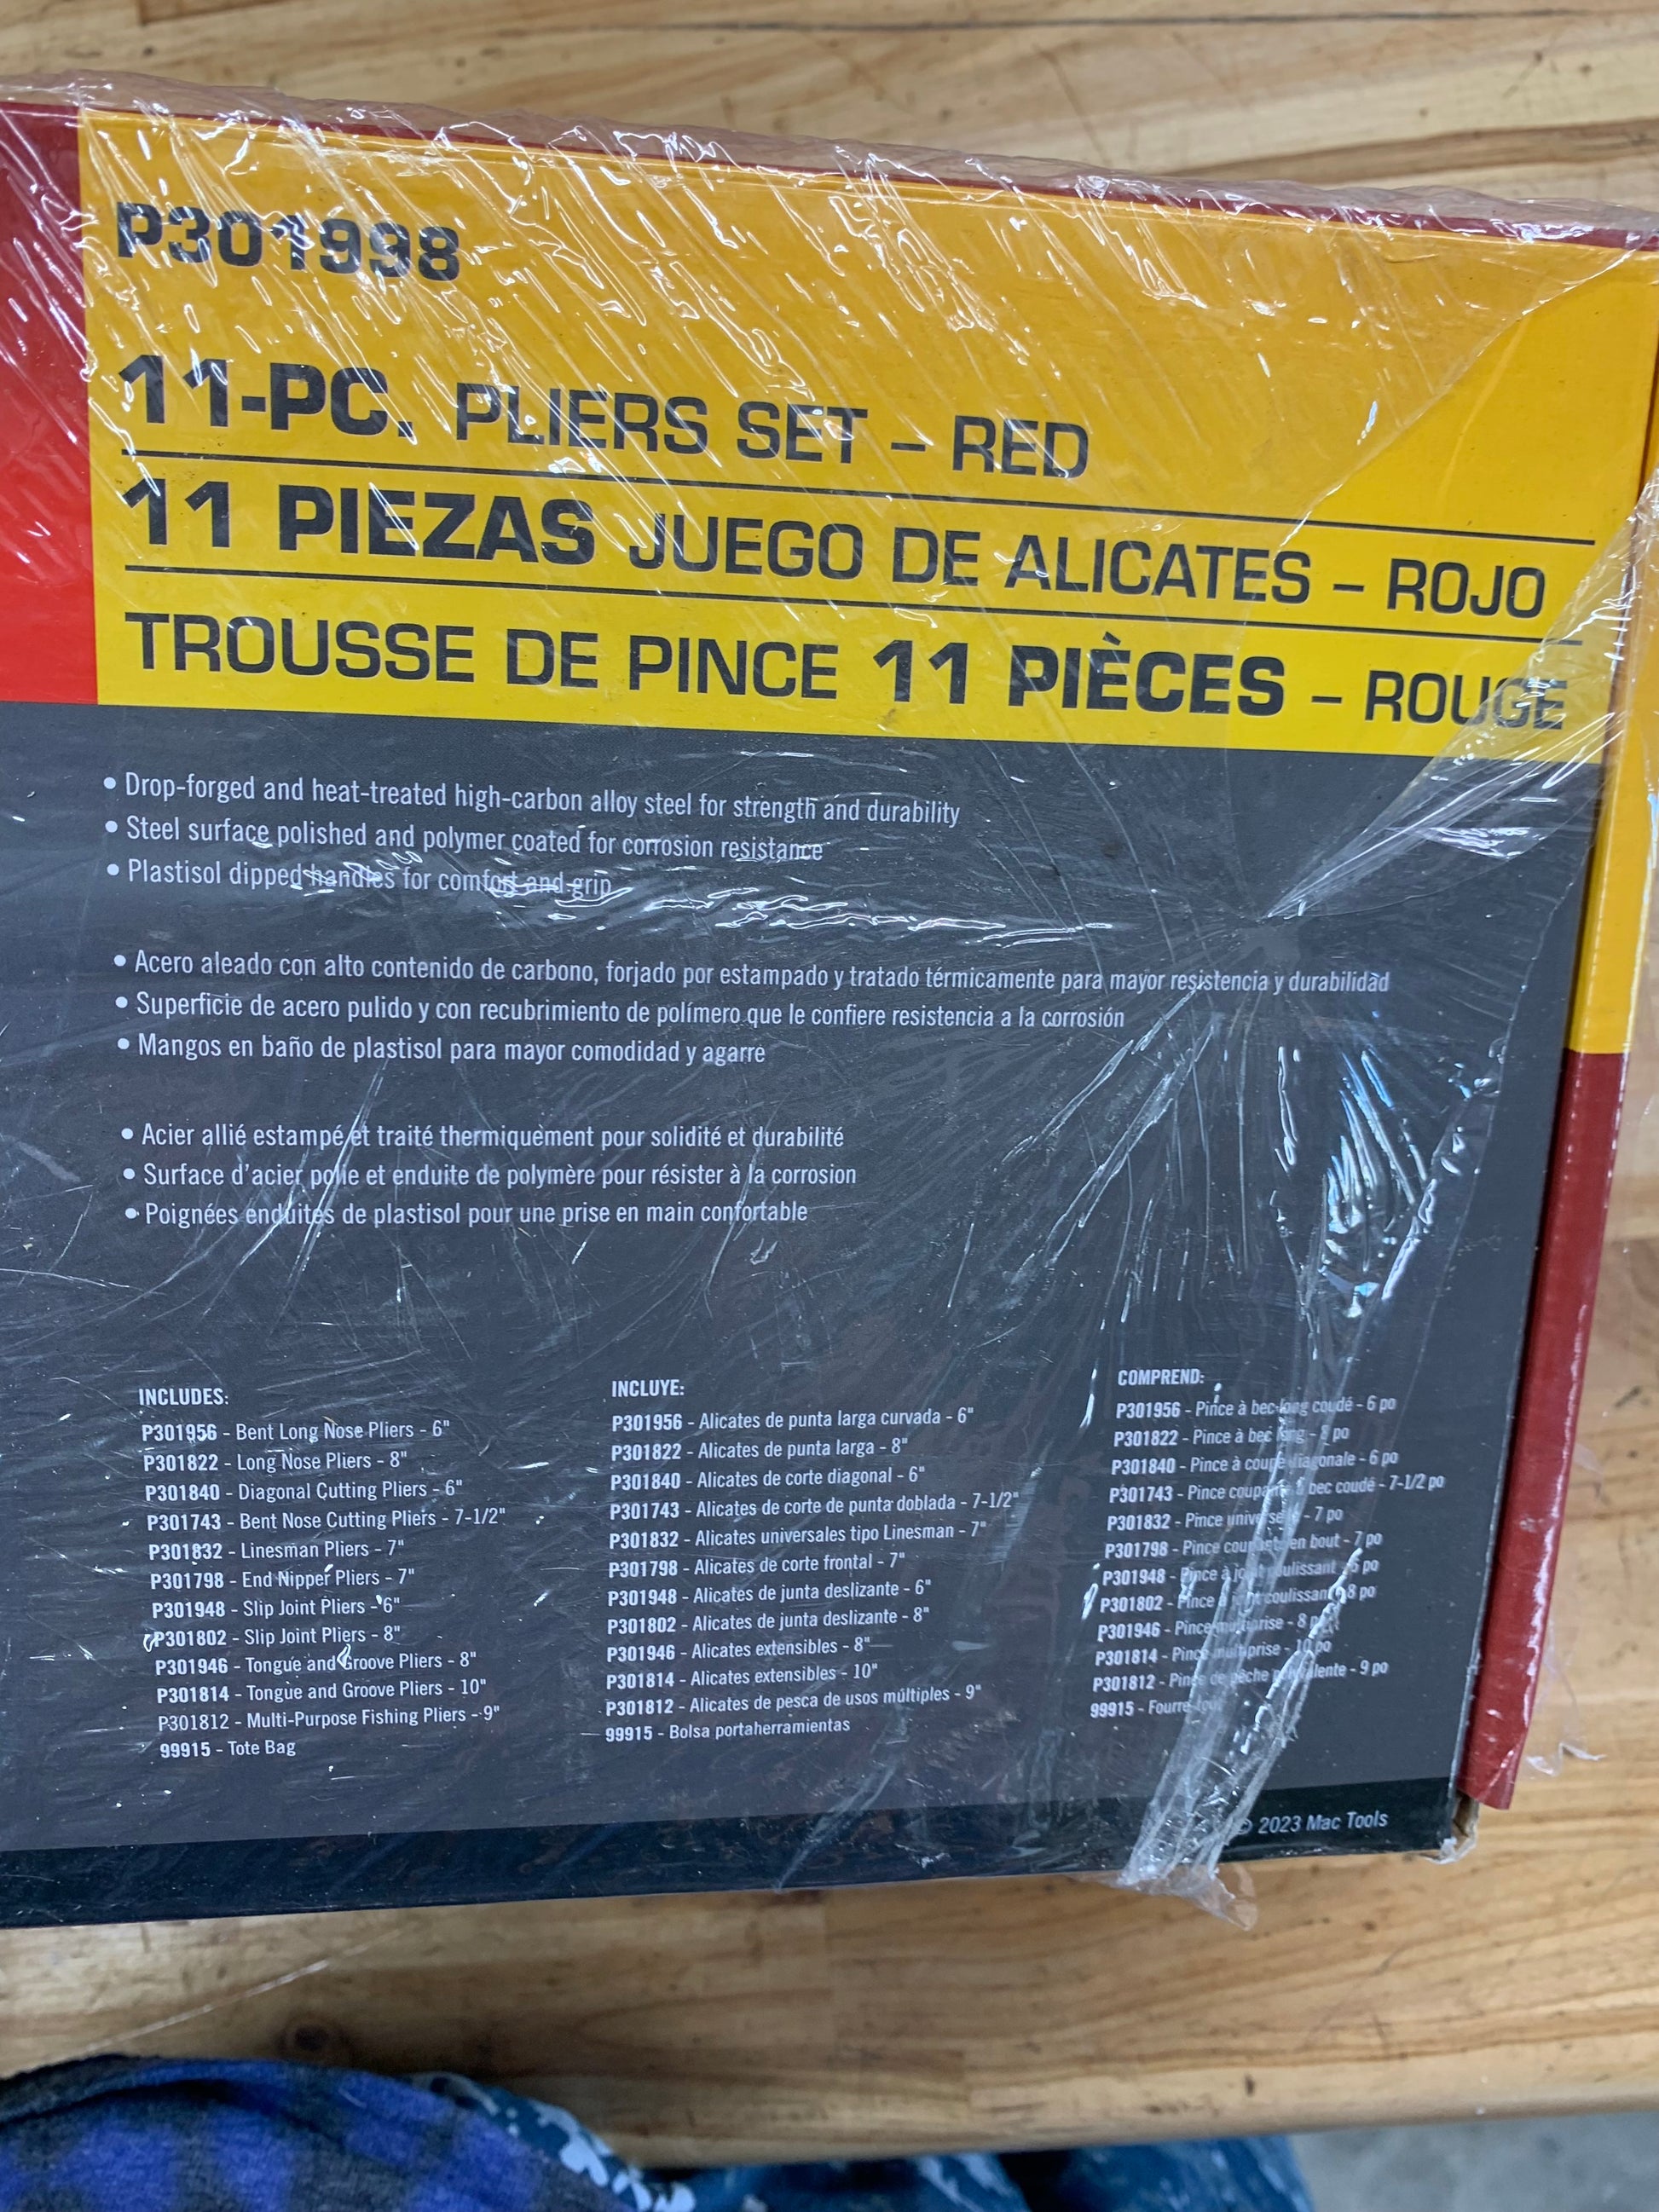 P301998
11-PC. PLIERS SET – RED
11 PIEZAS JUEGO DE ALICATES – ROJO
TROUSSE DE PINCE 11 PIÈCES – ROUGE
• Drop-forged and heat-treated high-carbon alloy steel for strength and durability
• Steel surface polished and polymer coated for corrosion resistance
• Plastisol dipped handles for comfort and grip
• Acero aleado con alto contenido de carbono, forjado por estampado y tratado térmicamente para mayor resistencia y durabilidad
• Superficie de acero pulido y con recubrimiento de polímero que le confiere resistencia a la corrosión
• Mangos en baño de plastisol para mayor comodidad y agarre
• Acier allié estampé et traité thermiquement pour solidité et durabilité
• Surface d'acier polie et enduite de polymère pour résister à la corrosion
• Poignées enduites de plastisol pour une prise en main confortable
INCLUDES:
P301956 - Bent Long Nose Pliers - 6"
P301822 - Long Nose Pliers - 8"
P301840 - Diagonal Cutting Pliers - 6"
P301743 - Bent Nose Cutting Pliers - 7-1/2"
P301832 - Linesman Pliers - 7"
P301798 - End Nipper Pliers - 7"
P301948 - Slip Joint Pliers - 6"
P301802 - Slip Joint Pliers - 8"
P301946 - Tongue and Groove Pliers - 8"
P301814 - Tongue and Groove Pliers - 10"
P301812 - Multi-Purpose Fishing Pliers - 9"
99915 - Tote Bag
INCLUYE:
P301956 - Alicates de punta larga curvada - 6"
P301822 - Alicates de punta larga - 8"
P301840 - Alicates de corte diagonal - 6"
P301743 - Alicates de corte de punta doblada - 7-1/2"
P301832 - Alicates universales tipo Linesman - 7"
P301798 - Alicates de corte frontal - 7"
P301948 - Alicates de junta deslizante - 6"
P301802 - Alicates de junta deslizante - 8"
P301946 - Alicates extensibles - 8"
P301814 - Alicates extensibles - 10"
P301812 - Alicates de pesca de usos múltiples - 9"
99915 - Bolsa portaherramientas
COMPREND:
P301956 - Pince à bec long coudé - 6 po
P301822 - Pince à bec long - 8 po
P301840 - Pince à coupe diagonale - 6 po
P301743 - Pince à bec coudé - 7-1/2 po
P301832 - Pince - 7 po
P301798 - Pince en bout - 7 po
P301948 - Pince à joint coulissant - 6 po
P301802 - Pince à joint coulissant - 8 po
P301946 - Pince multiprise - 8 po
P301814 - Pince multiprise - 10 po
P301812 - Pince de pêche polyvalente - 9 po
99915 - Fourre-tout
© 2023 Mac Tools